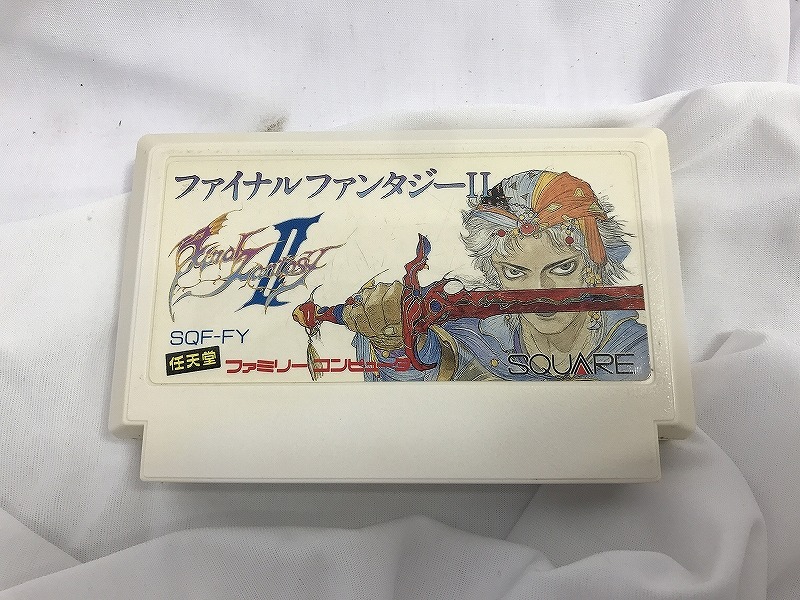 ファイナルファンタジーII
Final Fantasy II
SQF-FY
任天堂 ファミリーコンピュータ
SQUARE